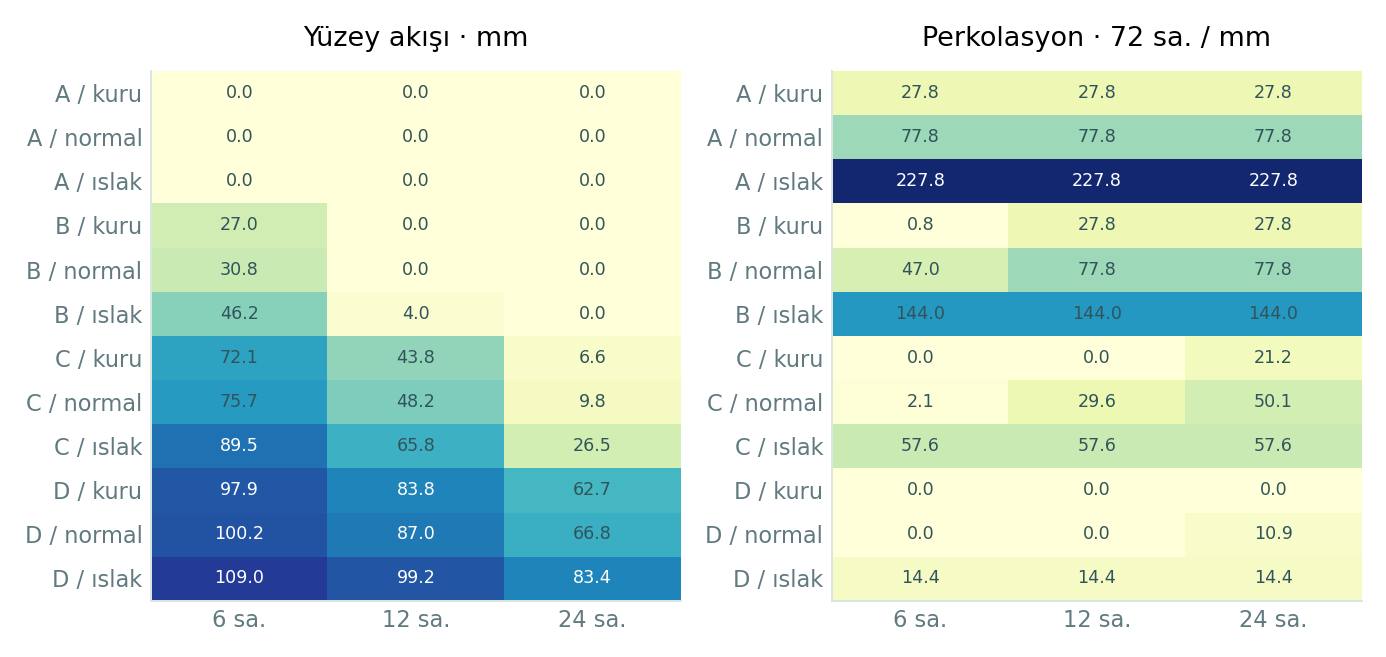 Yüzey akışı · mm
A / kuru 0.0 0.0 0.0
A / normal 0.0 0.0 0.0
A / ıslak 0.0 0.0 0.0
B / kuru 27.0 0.0 0.0
B / normal 30.8 0.0 0.0
B / ıslak 46.2 4.0 0.0
C / kuru 72.1 43.8 6.6
C / normal 75.7 48.2 9.8
C / ıslak 89.5 65.8 26.5
D / kuru 97.9 83.8 62.7
D / normal 100.2 87.0 66.8
D / ıslak 109.0 99.2 83.4
6 sa. 12 sa. 24 sa.
Perkolasyon · 72 sa. / mm
A / kuru 27.8 27.8 27.8
A / normal 77.8 77.8 77.8
A / ıslak 227.8 227.8 227.8
B / kuru 0.8 27.8 27.8
B / normal 47.0 77.8 77.8
B / ıslak 144.0 144.0 144.0
C / kuru 0.0 0.0 21.2
C / normal 2.1 29.6 50.1
C / ıslak 57.6 57.6 57.6
D / kuru 0.0 0.0 0.0
D / normal 0.0 0.0 10.9
D / ıslak 14.4 14.4 14.4
6 sa. 12 sa. 24 sa.